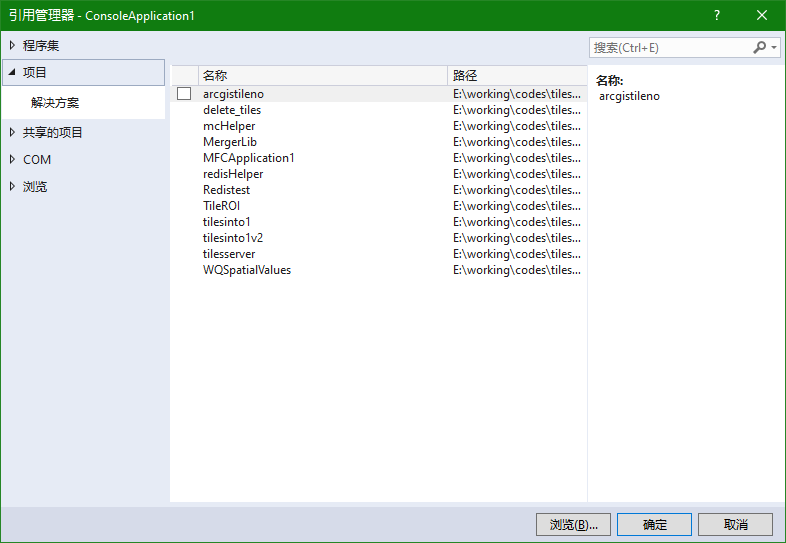 引用管理器 - ConsoleApplication1
?
程序集
搜索(Ctrl+E)
项目
名称
路径
名称:
解决方案
arcgistileno
E:\working\codes\tiles...
arcgistileno
delete_tiles
E:\working\codes\tiles...
mcHelper
E:\working\codes\tiles...
共享的项目
MergerLib
E:\working\codes\tiles...
MFCApplication1
E:\working\codes\tiles...
COM
redisHelper
E:\working\codes\tiles...
浏览
Redistest
E:\working\codes\tiles...
TileROI
E:\working\codes\tiles...
tilesinto1
E:\working\codes\tiles...
tilesinto1v2
E:\working\codes\tiles...
tilesserver
E:\working\codes\tiles...
WQSpatialValues
E:\working\codes\tiles...
浏览(B)...
确定
取消